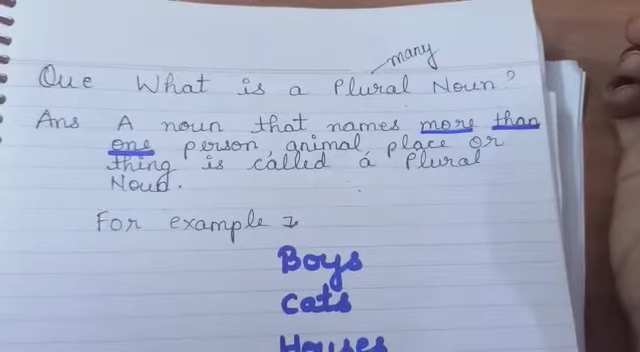 many
Que What is a Plural Noun?
Ans A noun that names more than
one person, animal, place or
thing is called a Plural
Noun.
For example :-
Boys
Cats
Houses